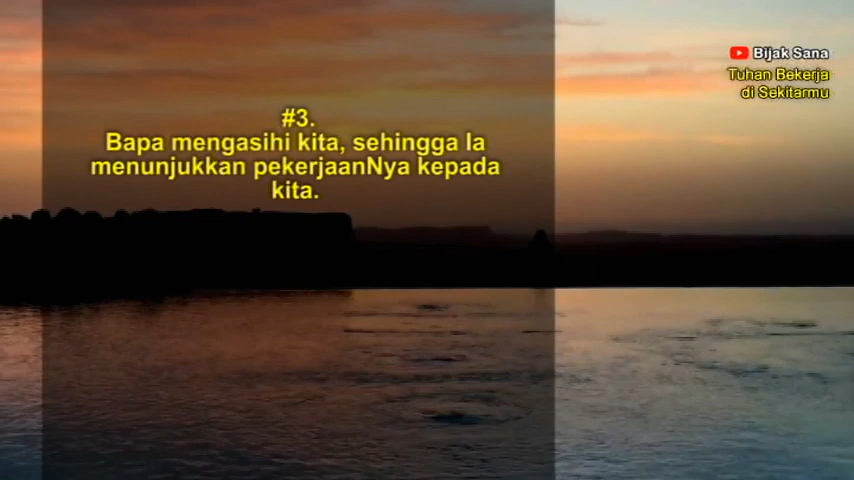 #3.
Bapa mengasihi kita, sehingga Ia
menunjukkan pekerjaanNya kepada
kita.
Bijak Sana
Tuhan Bekerja
di Sekitarmu